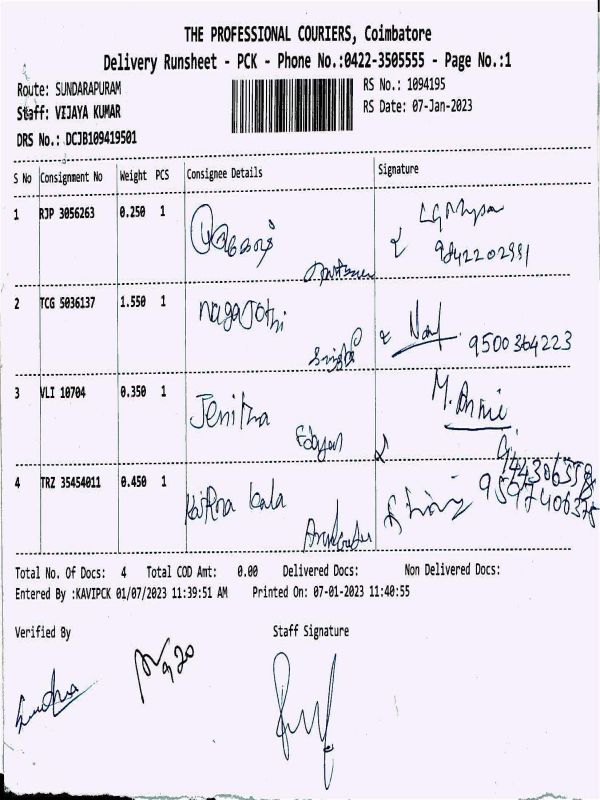 THE PROFESSIONAL COURIERS, Coimbatore
Delivery Runsheet - PCK - Phone No.:0422-3505555 - Page No.:1
Route: SUNDARAPURAM
RS No.: 1094195
Staff: VIJAYA KUMAR
RS Date: 07-Jan-2023
DRS No.: DCJB109419501
S No Consignment No Weight PCS Consignee Details Signature
1 RJP 3056263 0.250 1
9842202991
2 TCG 5036137 1.550 1 Nagajothi
9500364223
3 VLI 10704 0.350 1 Jenitha
4 TRZ 35454011 0.450 1 kala
9597406375
Total No. Of Docs: 4 Total COD Amt: 0.00 Delivered Docs: Non Delivered Docs:
Entered By :KAVIPCK 01/07/2023 11:39:51 AM Printed On: 07-01-2023 11:40:55
Verified By Staff Signature